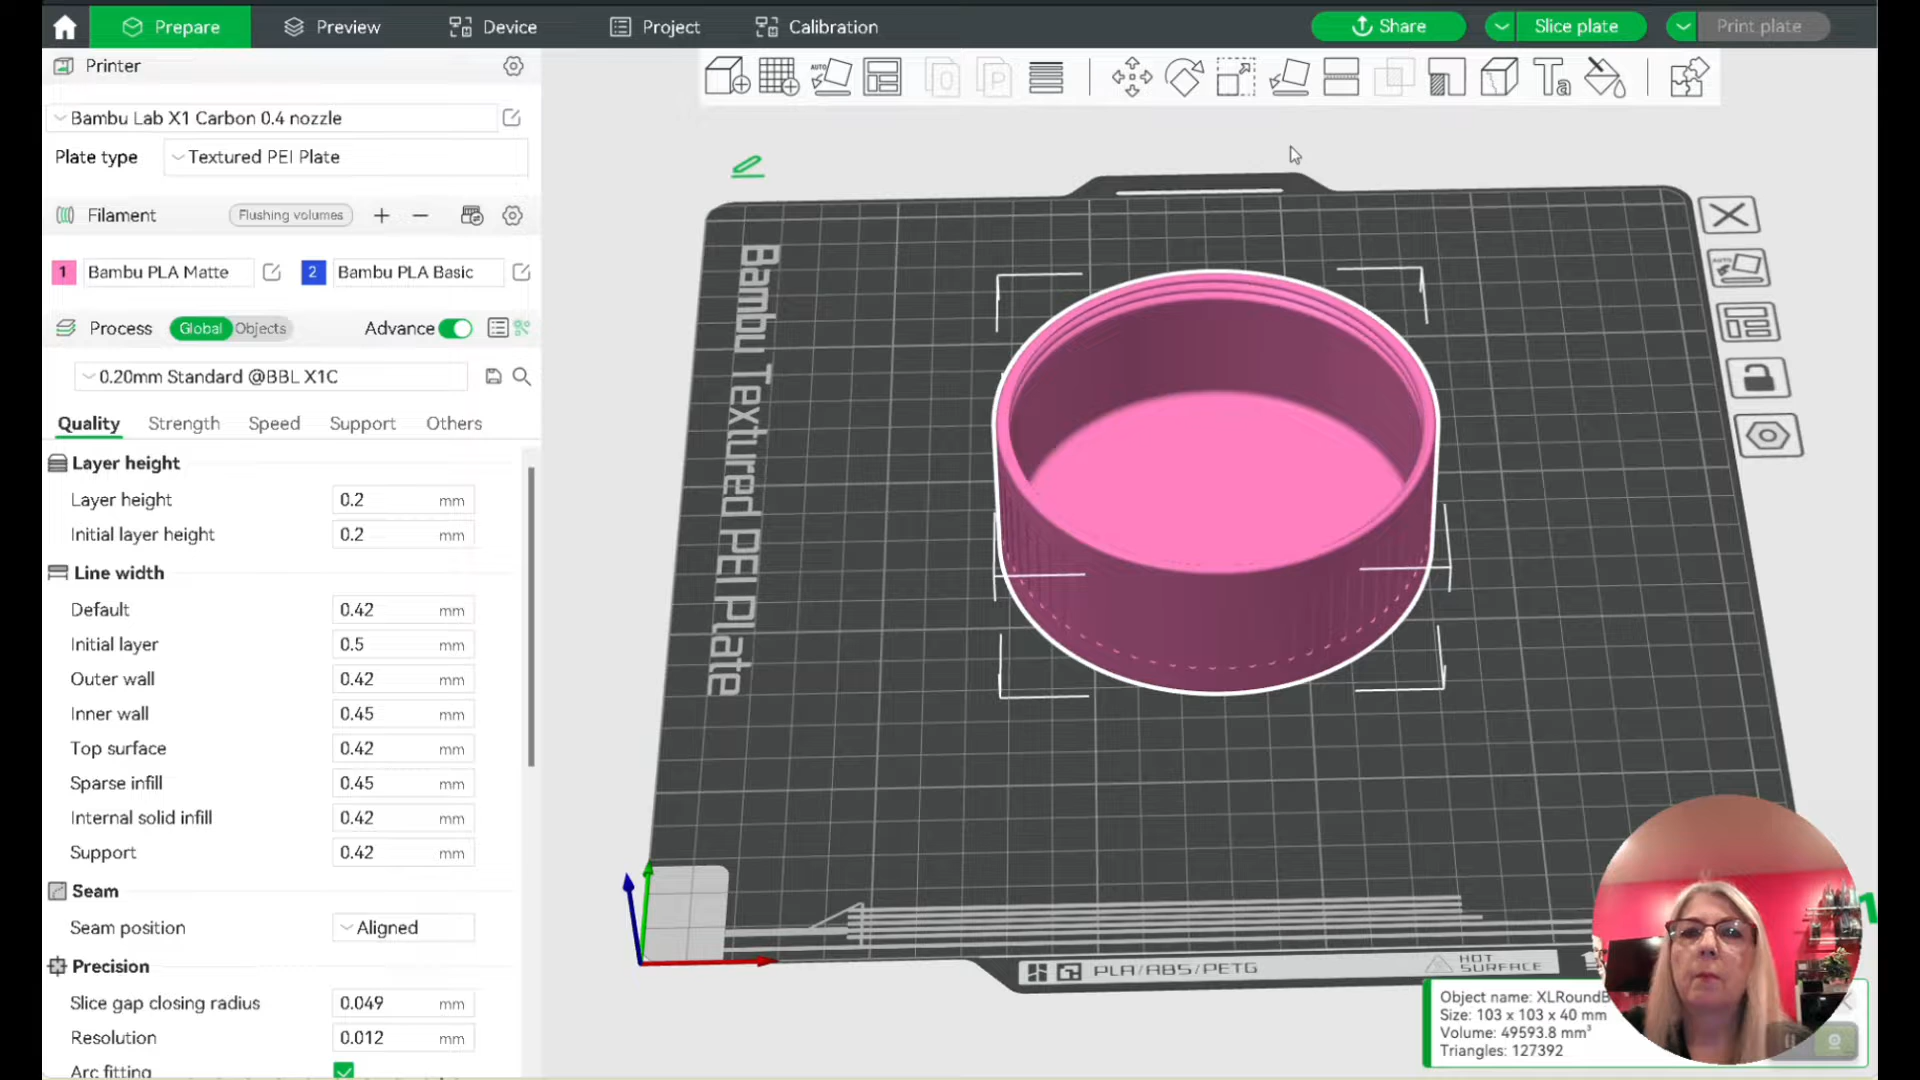 Prepare
Preview
Device
Project
Calibration
Share
Slice plate
Print plate
Printer
Bambu Lab X1 Carbon 0.4 nozzle
Plate type
Textured PEI Plate
Filament
Flushing volumes
1
Bambu PLA Matte
2
Bambu PLA Basic
Process
Global
Objects
Advance
0.20mm Standard @BBL X1C
Quality
Strength
Speed
Support
Others
Layer height
Layer height 0.2 mm
Initial layer height 0.2 mm
Line width
Default 0.42 mm
Initial layer 0.5 mm
Outer wall 0.42 mm
Inner wall 0.45 mm
Top surface 0.42 mm
Sparse infill 0.45 mm
Internal solid infill 0.42 mm
Support 0.42 mm
Seam
Seam position Aligned
Precision
Slice gap closing radius 0.049 mm
Resolution 0.012 mm
Arc fitting
AUTO
O
P
Ta
AUTO
Bambu Textured PEI Plate
PLA/ABS/PETG
HOT
SURFACE
Object name: XLRoundB
Size: 103 x 103 x 40 mm
Volume: 49593.8 mm³
Triangles: 127392